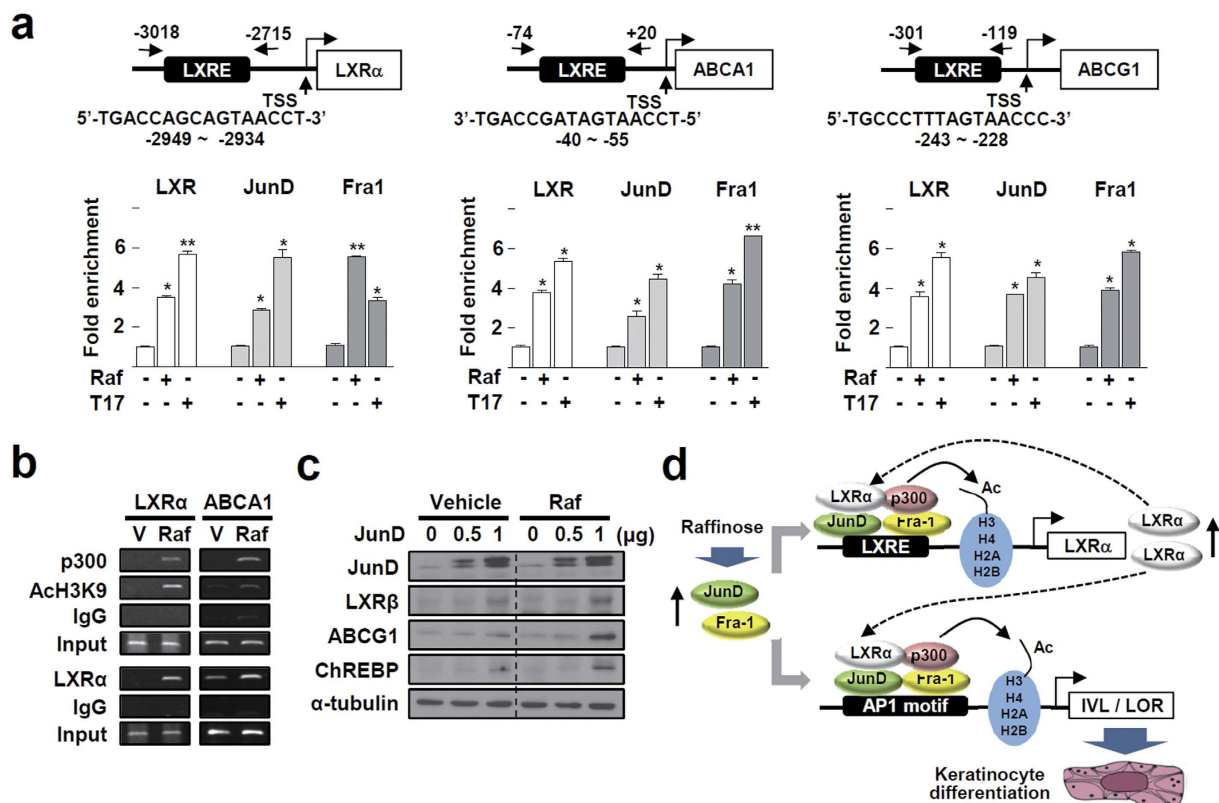 a
-3018 -2715
LXRE LXRα
TSS
5’-TGACCAGCAGTAACCT-3’
-2949 ~ -2934
-74 +20
LXRE ABCA1
TSS
3’-TGACCGATAGTAACCT-5’
-40 ~ -55
-301 -119
LXRE ABCG1
TSS
5’-TGCCCTTTAGTAACCC-3’
-243 ~ -228
LXR JunD Fra1
Fold enrichment
6
4
2
* ** * * ** *
Raf - + - - + - - + -
T17 - - + - - + - - +
LXR JunD Fra1
Fold enrichment
6
4
2
* * * * * **
- + - - + - - + -
- - + - - + - - +
LXR JunD Fra1
Fold enrichment
6
4
2
* * * * * *
Raf - + - - + - - + -
T17 - - + - - + - - +
b
LXRα ABCA1
V Raf V Raf
p300
AcH3K9
IgG
Input
LXRα
IgG
Input
c
Vehicle Raf
JunD 0 0.5 1 0 0.5 1 (μg)
JunD
LXRβ
ABCG1
ChREBP
α-tubulin
d
Raffinose
JunD
Fra-1
LXRα p300
JunD Fra-1
LXRE
Ac
H3
H4
H2A
H2B
LXRα
LXRα
LXRα
LXRα p300
JunD Fra-1
AP1 motif
Ac
H3
H4
H2A
H2B
IVL / LOR
Keratinocyte
differentiation